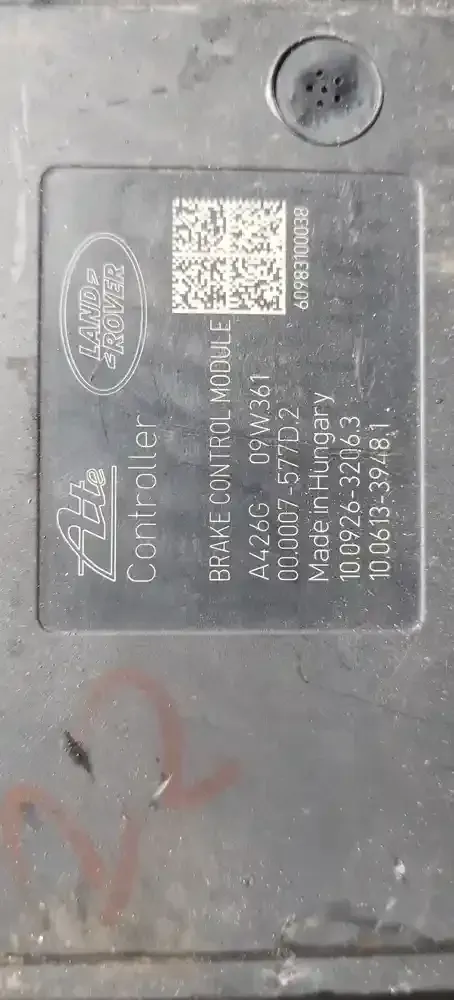 Ate
LAND
ROVER
Controller
60983100038
BRAKE CONTROL MODULE
A426G 09W361
00.0007-577D.2
Made in Hungary
10.0926-3206.3
10.0613-3948.1
22